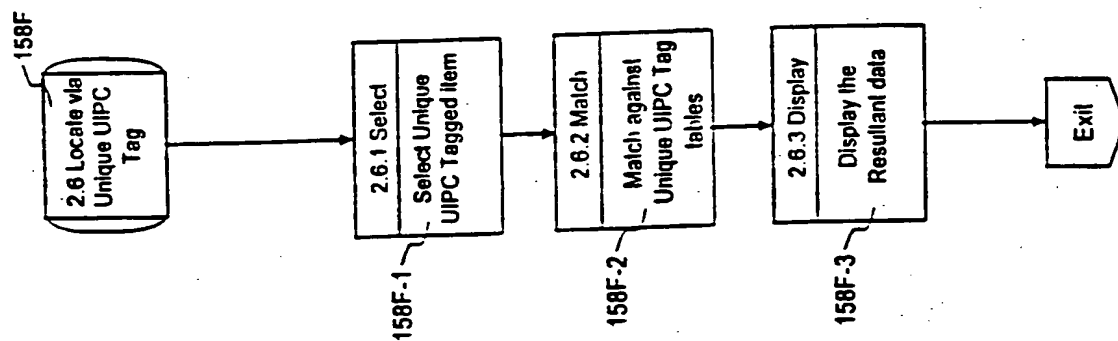 158F
2.6 Locate via
Unique UIPC
Tag
2.6.1 Select
Select Unique
UIPC Tagged item
158F-1
2.6.2 Match
Match against
Unique UIPC Tag
tables
158F-2
2.6.3 Display
Display the
Resultant data
158F-3
Exit